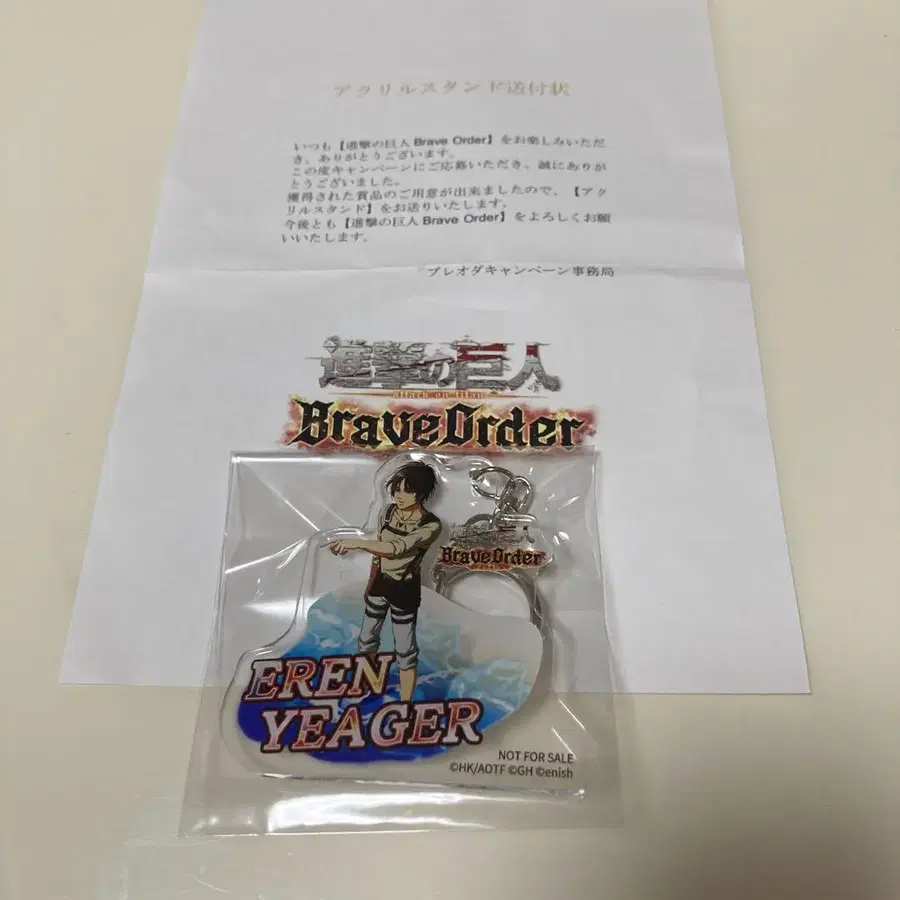 アクリルスタンド送付状
いつも【進撃の巨人 Brave Order】をお楽しみいただ
き、ありがとうございます。
この度キャンペーンにご応募いただき、誠にありが
とうございました。
獲得された賞品のご用意が出来ましたので、【アク
リルスタンド】をお送りいたします。
今後とも【進撃の巨人 Brave Order】をよろしくお願
いいたします。
ブレオダキャンペーン事務局
進撃の巨人
attack on titan
BraveOrder
進撃の巨人
BraveOrder
EREN
YEAGER
NOT FOR SALE
©HK/AOTF ©GH ©enish